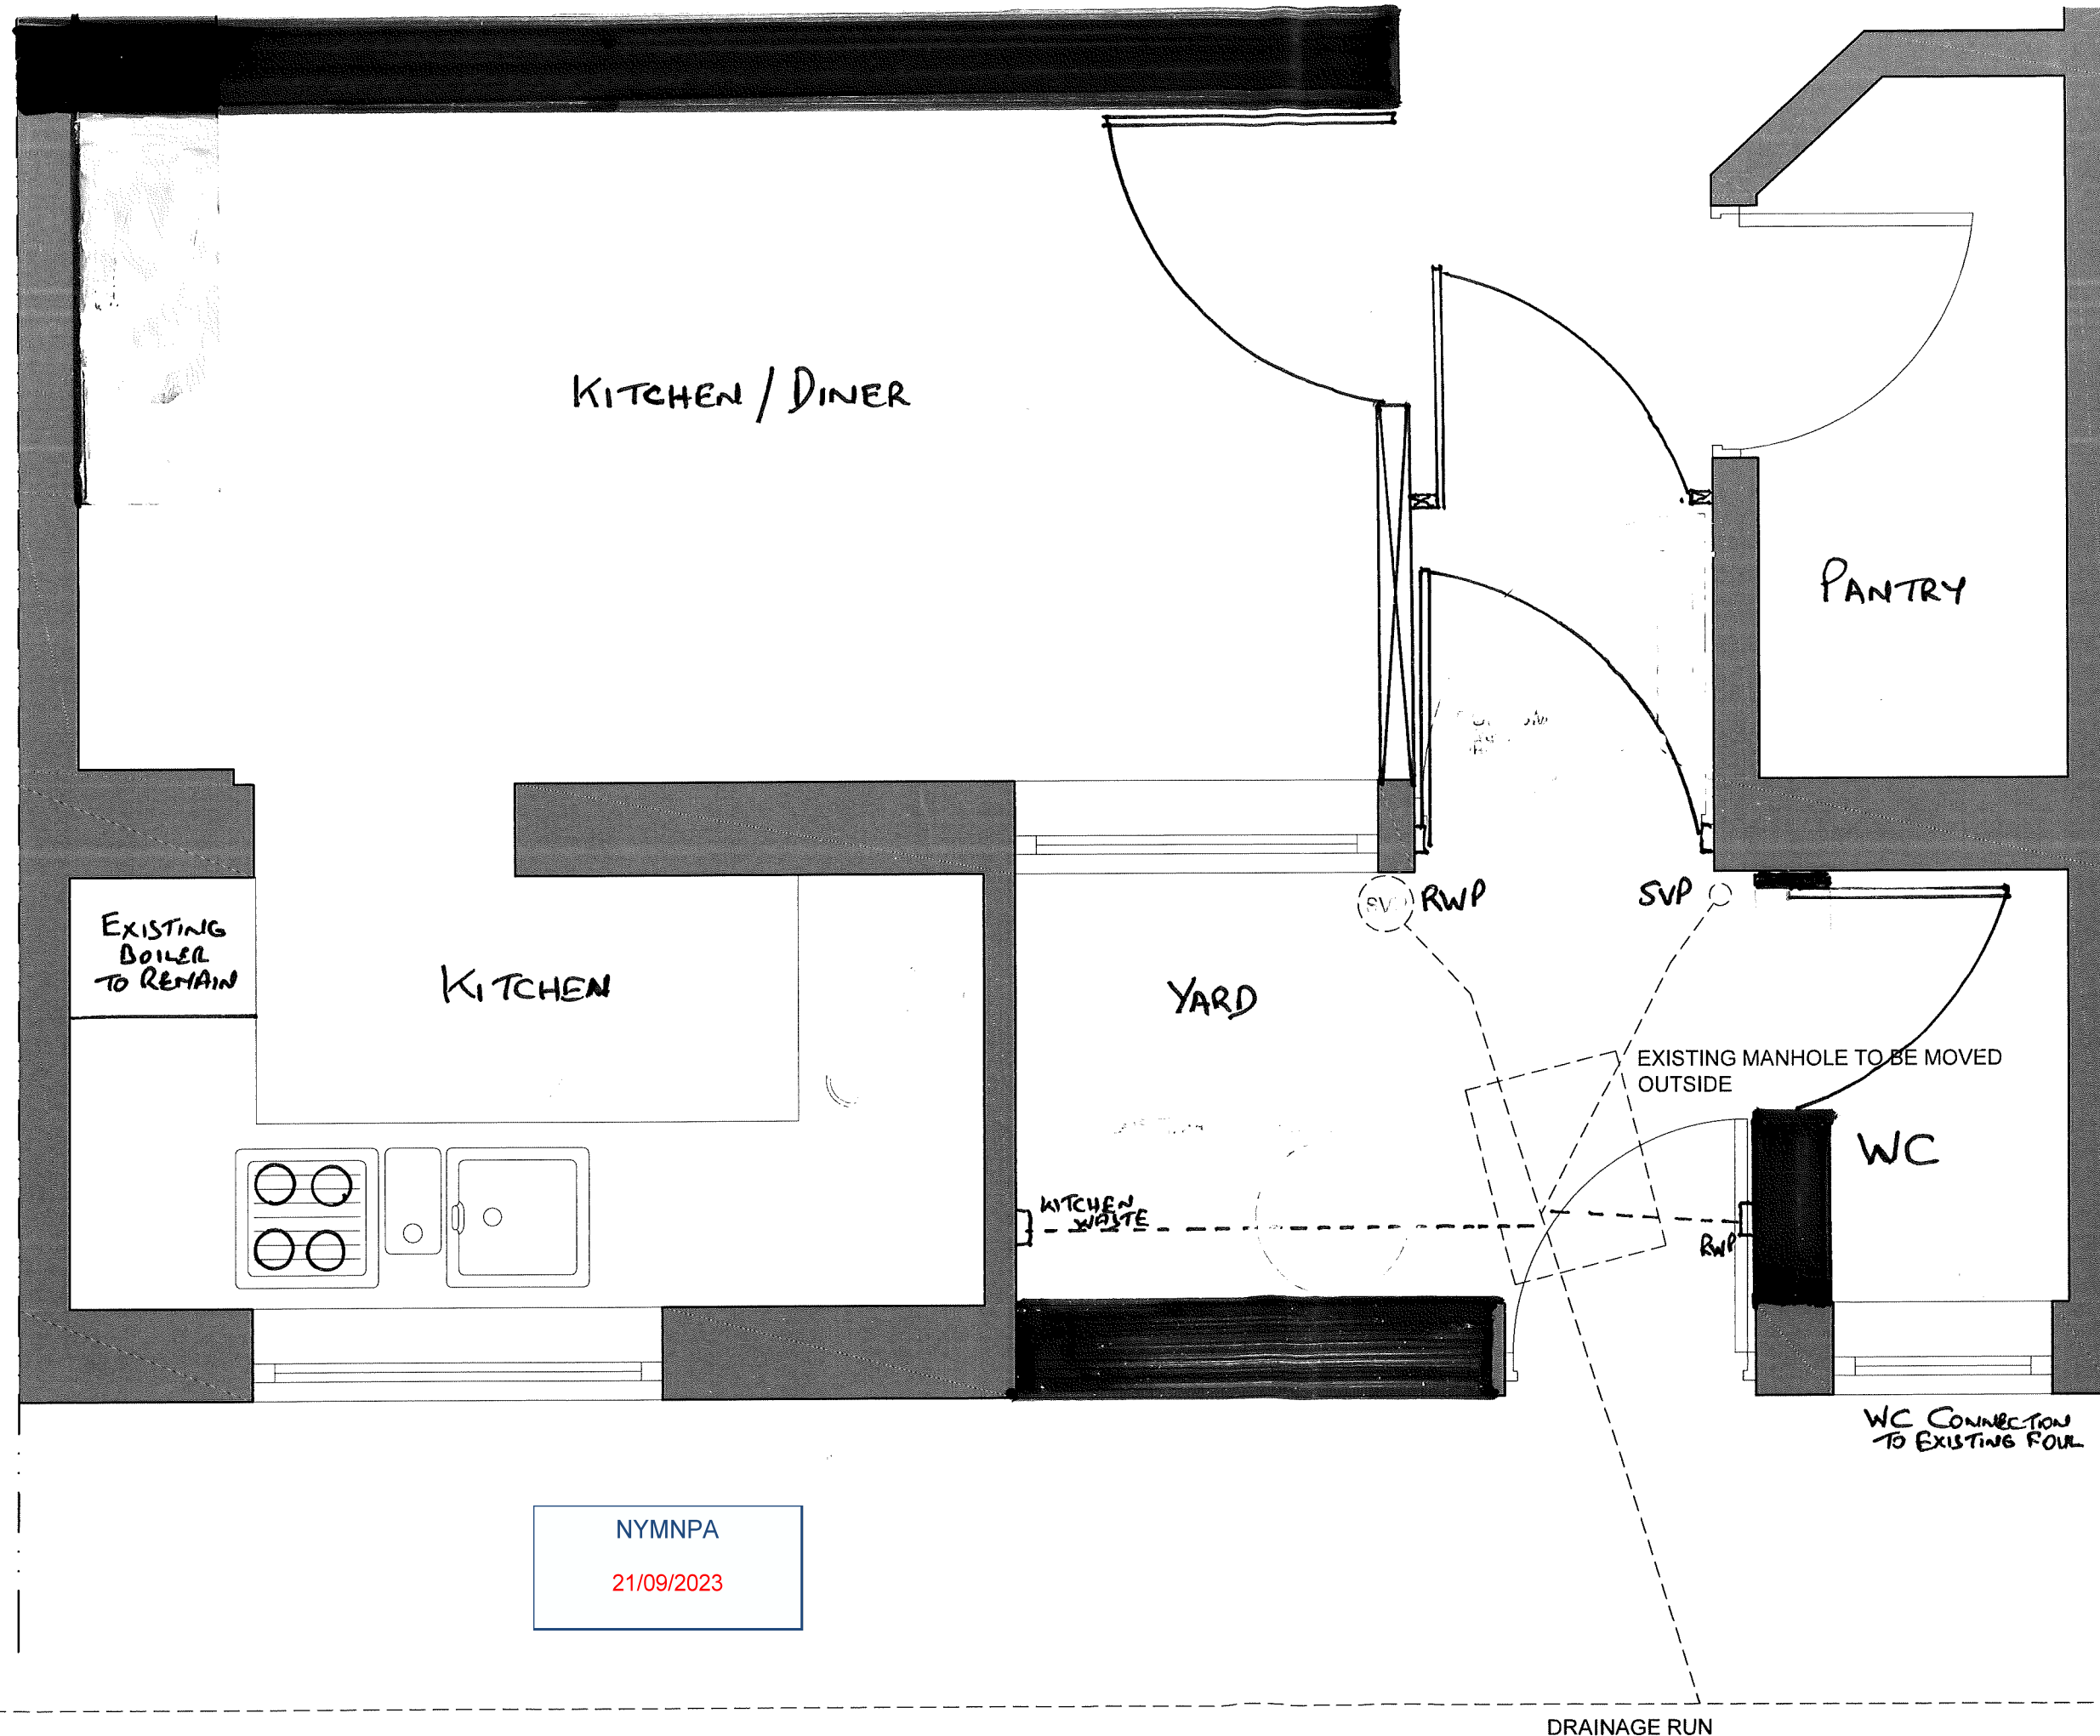 KITCHEN / DINER
PANTRY
EXISTING
BOILER
TO REMAIN
KITCHEN
RWP
SVP
YARD
EXISTING MANHOLE TO BE MOVED
OUTSIDE
WC
KITCHEN
WASTE
RWP
WC CONNECTION
TO EXISTING FOUL
NYMNPA
21/09/2023
DRAINAGE RUN